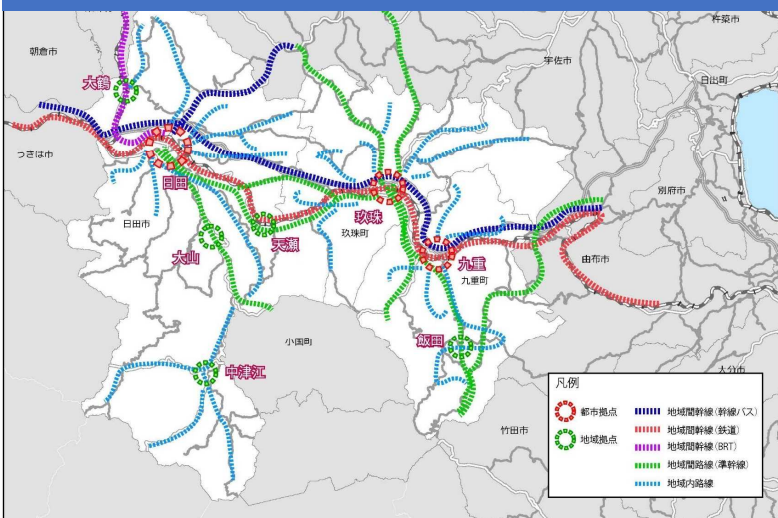 朝倉市
杵築市
宇佐市
日出町
大鶴
うきは市
日田
玖珠
別府市
日田市
大山
天瀬
玖珠町
九重
由布市
九重町
小国町
飯田
中津江
大分市
竹田市
凡例
都市拠点
地域拠点
地域間幹線(幹線バス)
地域間幹線(鉄道)
地域間幹線(BRT)
地域間路線(準幹線)
地域内路線